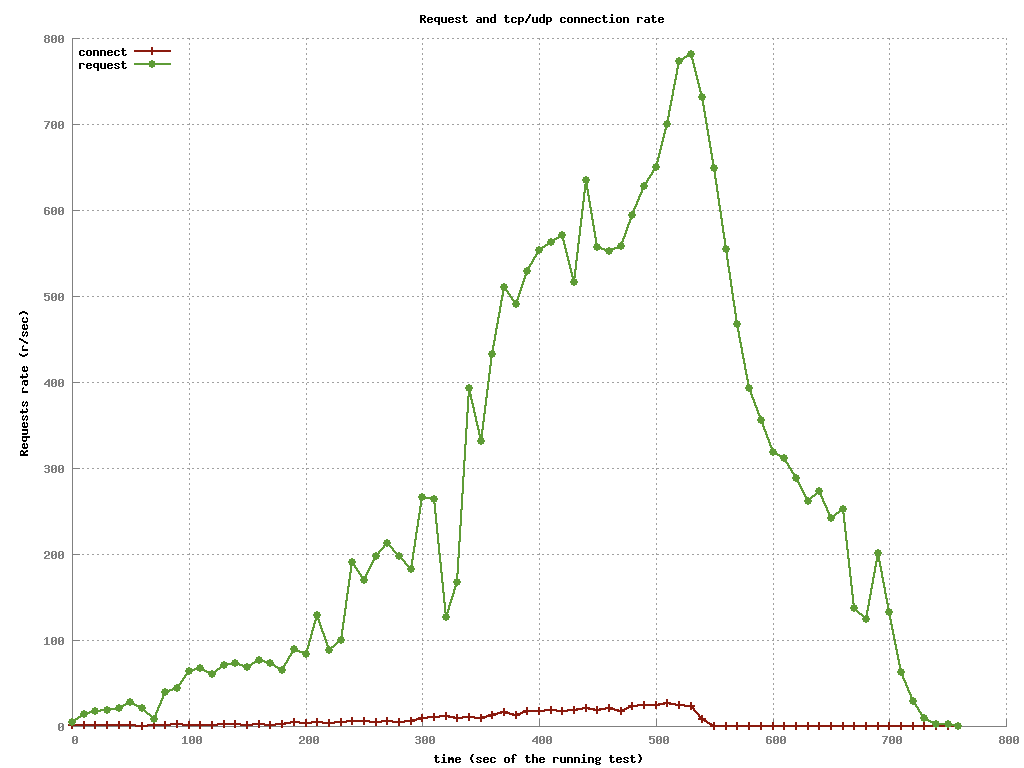 Request and tcp/udp connection rate
800
connect
request
700
600
500
400
300
200
100
0
Requests rate (r/sec)
0 100 200 300 400 500 600 700 800
time (sec of the running test)